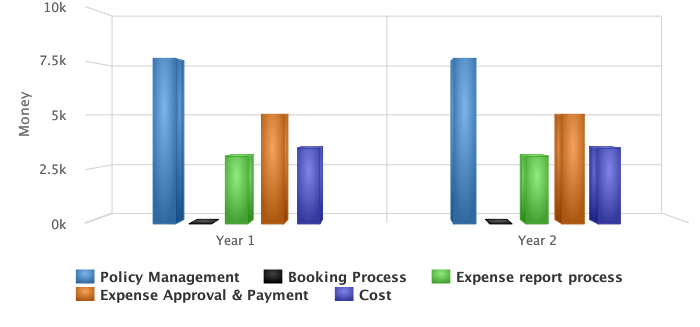 10k
7.5k
5k
2.5k
0k
Money
Year 1 Year 2
Policy Management Booking Process Expense report process
Expense Approval & Payment Cost